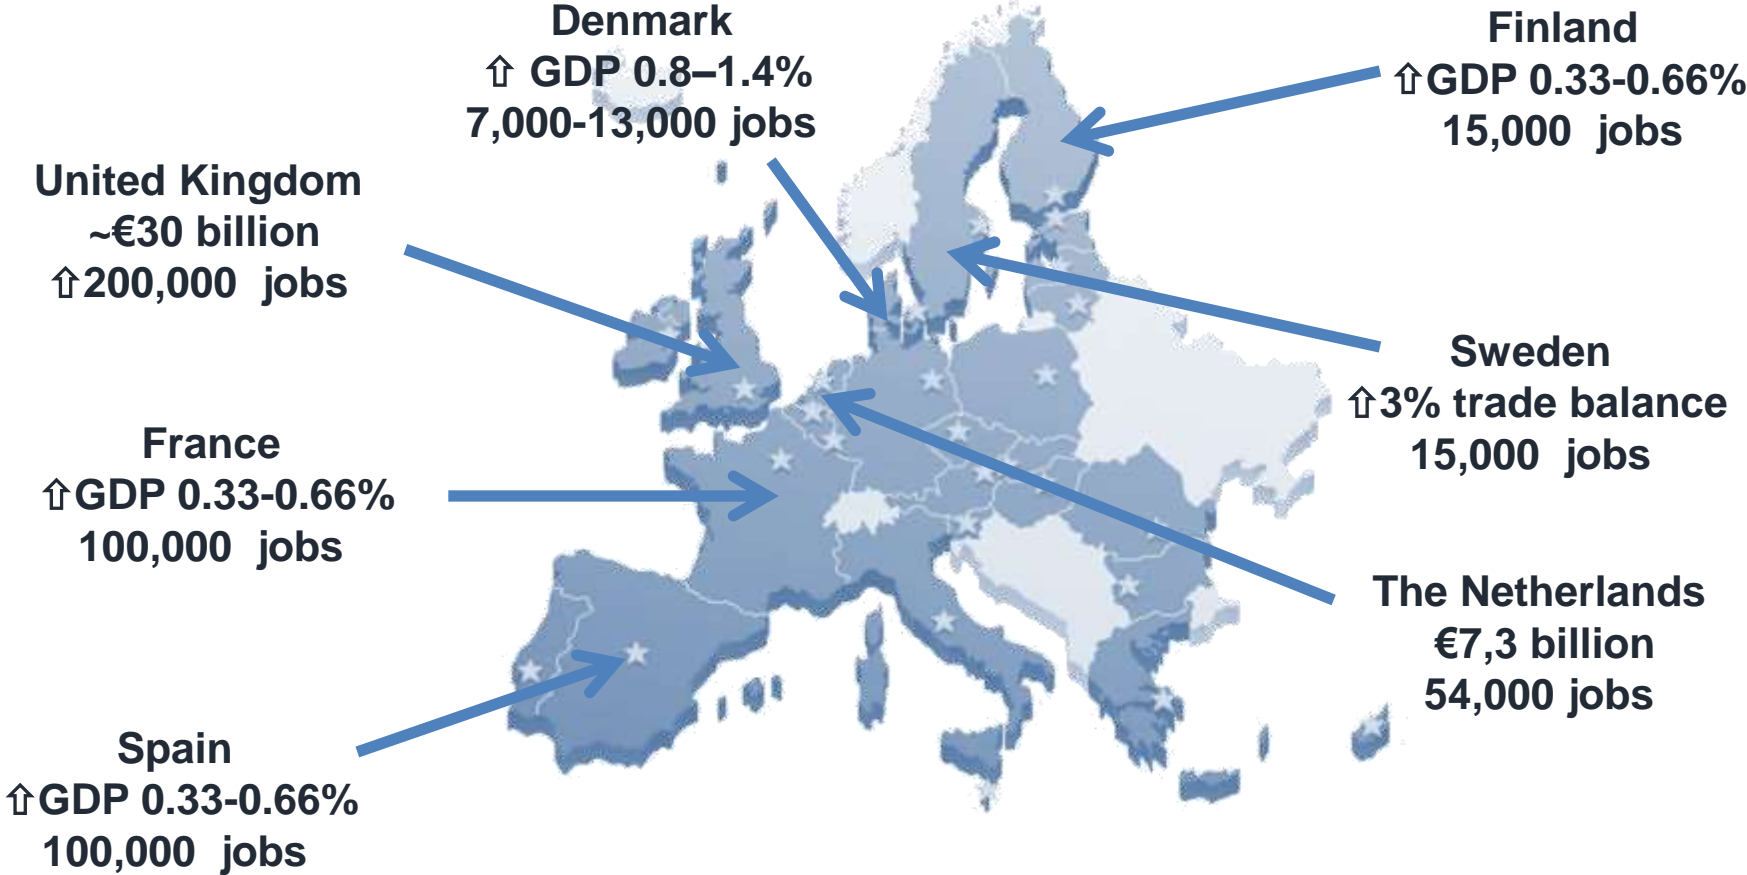 Denmark
⇧ GDP 0.8–1.4%
7,000-13,000 jobs
Finland
⇧GDP 0.33-0.66%
15,000 jobs
United Kingdom
~€30 billion
⇧200,000 jobs
Sweden
⇧3% trade balance
15,000 jobs
France
⇧GDP 0.33-0.66%
100,000 jobs
The Netherlands
€7,3 billion
54,000 jobs
Spain
⇧GDP 0.33-0.66%
100,000 jobs